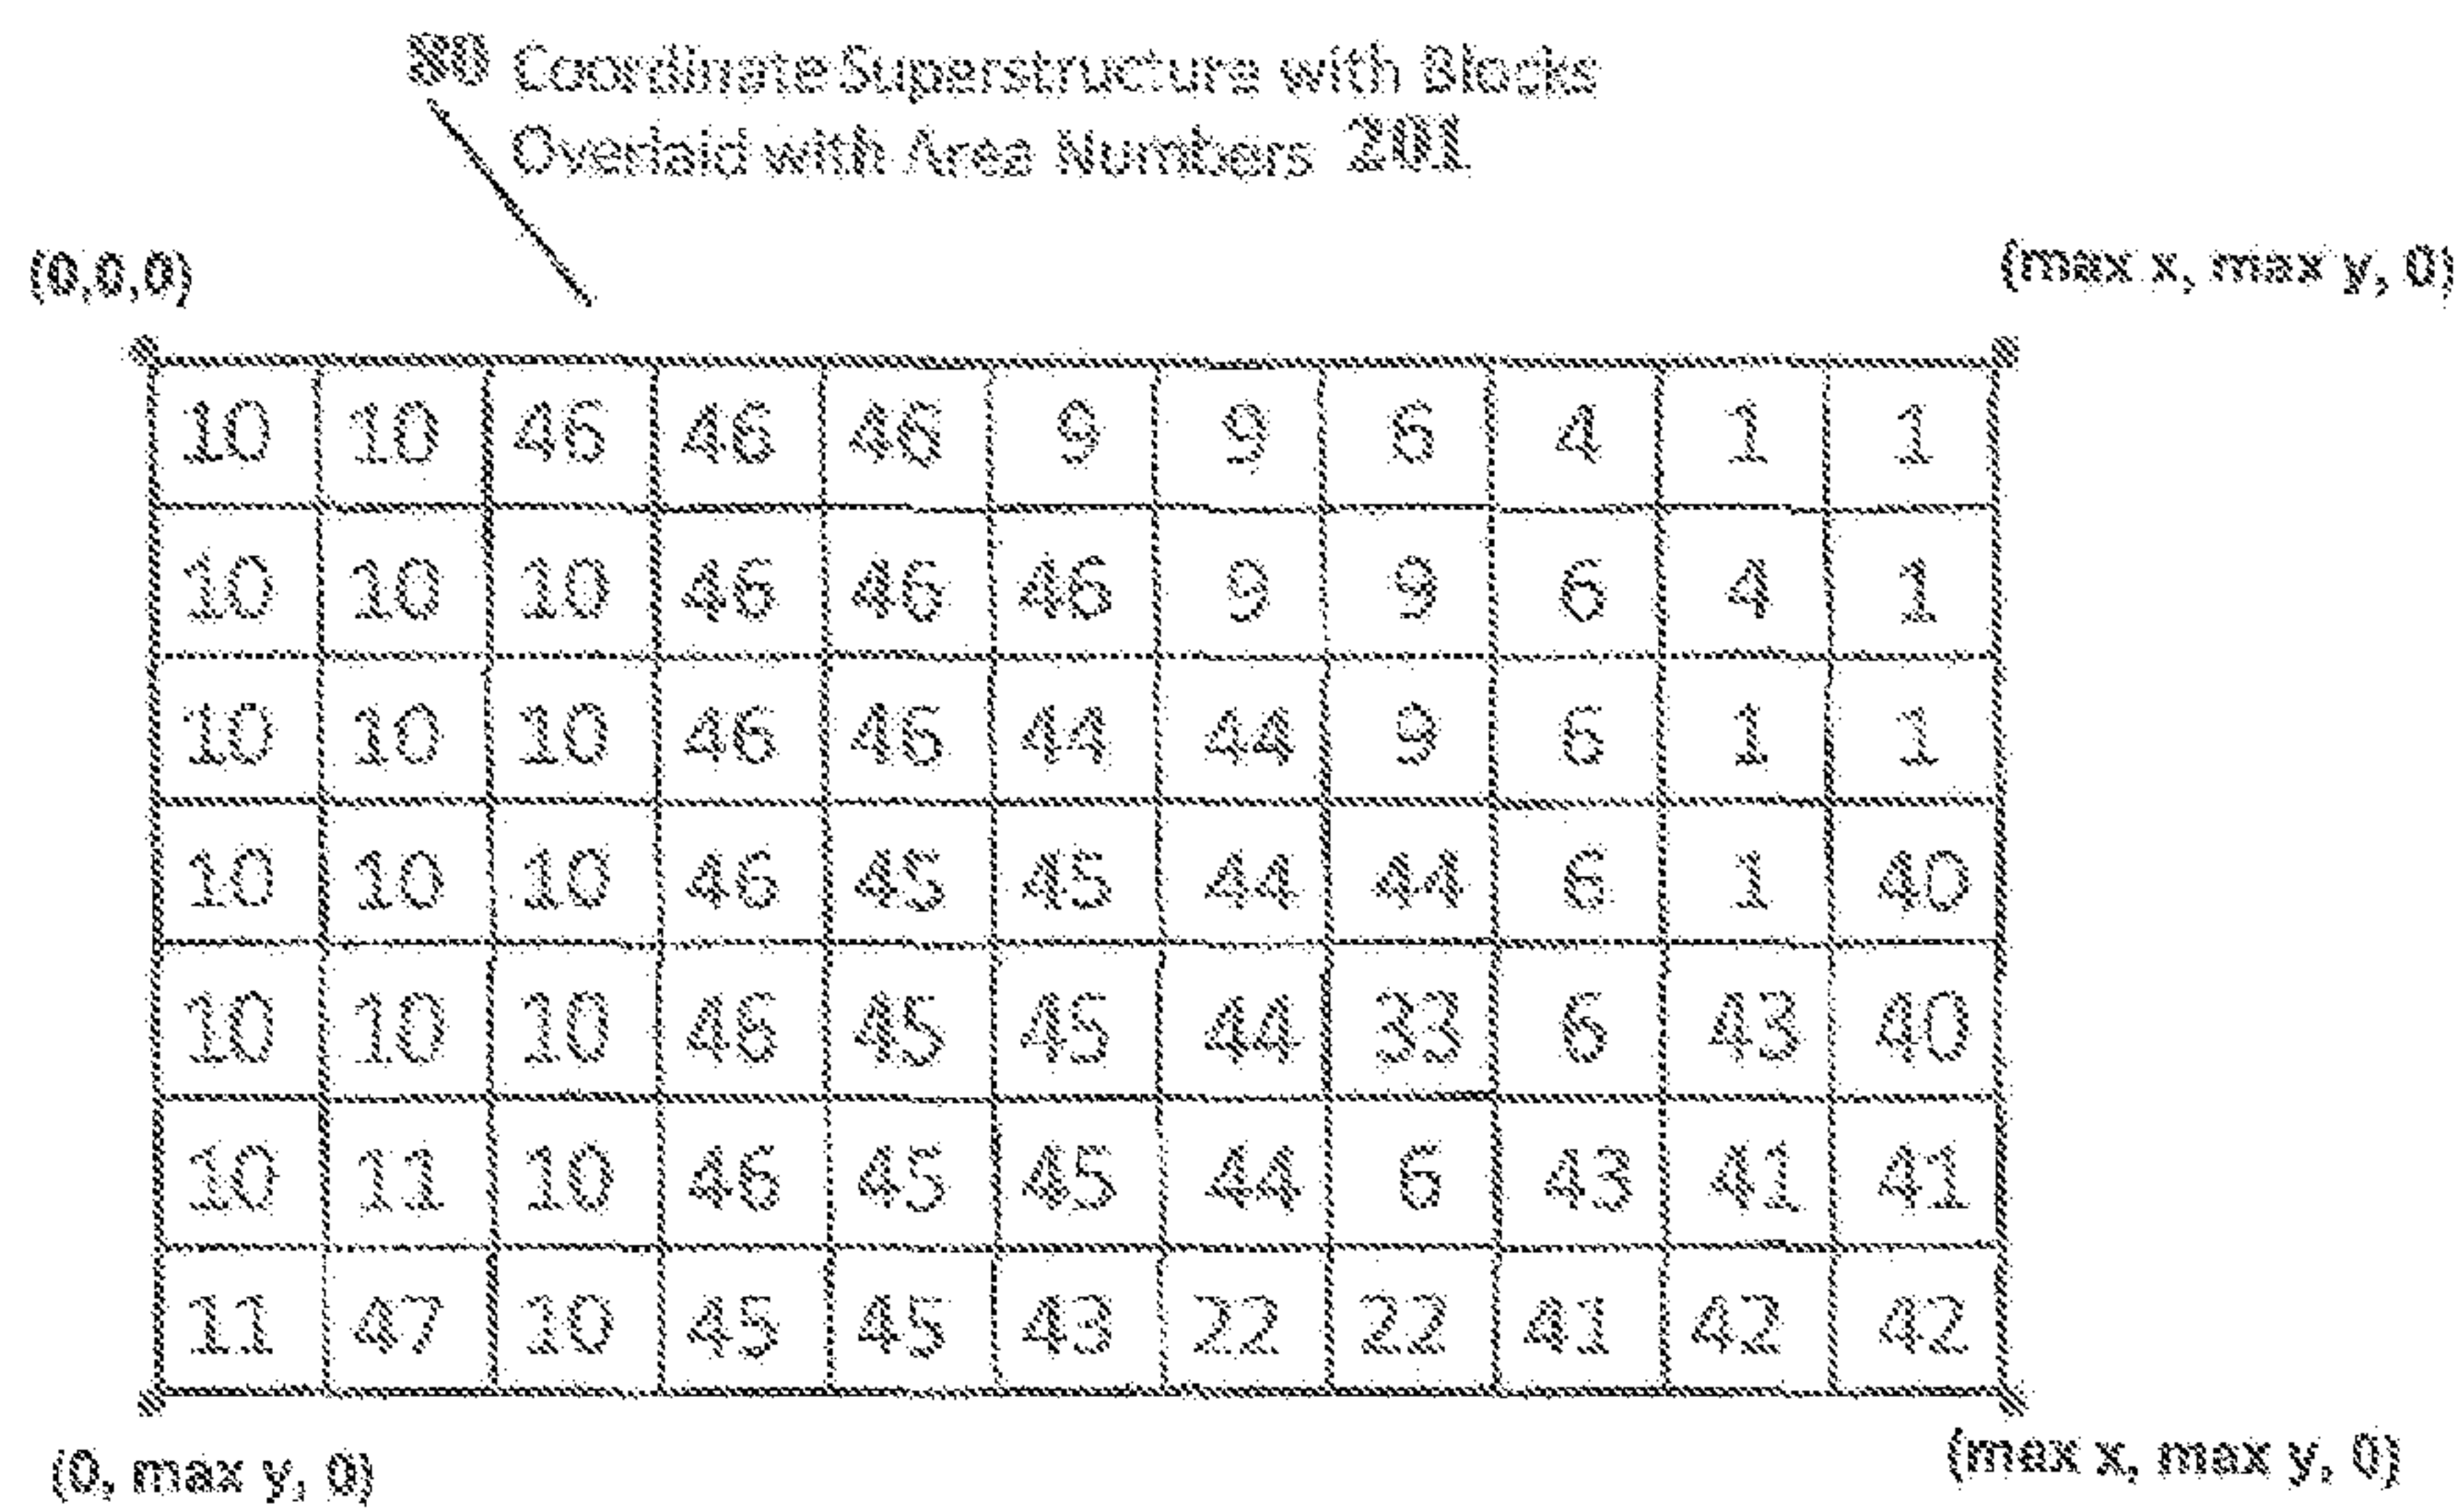 80 Coordinate Superstructure with Blocks
Overlaid with Area Numbers 201
(0,0,0) (max x, max y, 0)
10 10 46 46 46 9 9 6 4 1 1
10 10 10 46 46 46 9 9 6 4 1
10 10 10 46 46 44 44 9 6 1 1
10 10 10 46 45 45 44 44 6 1 40
10 10 10 46 45 45 44 33 6 43 40
10 11 10 46 45 45 44 6 43 41 41
11 47 10 45 45 43 22 22 41 42 42
(0, max y, 0) (max x, max y, 0)